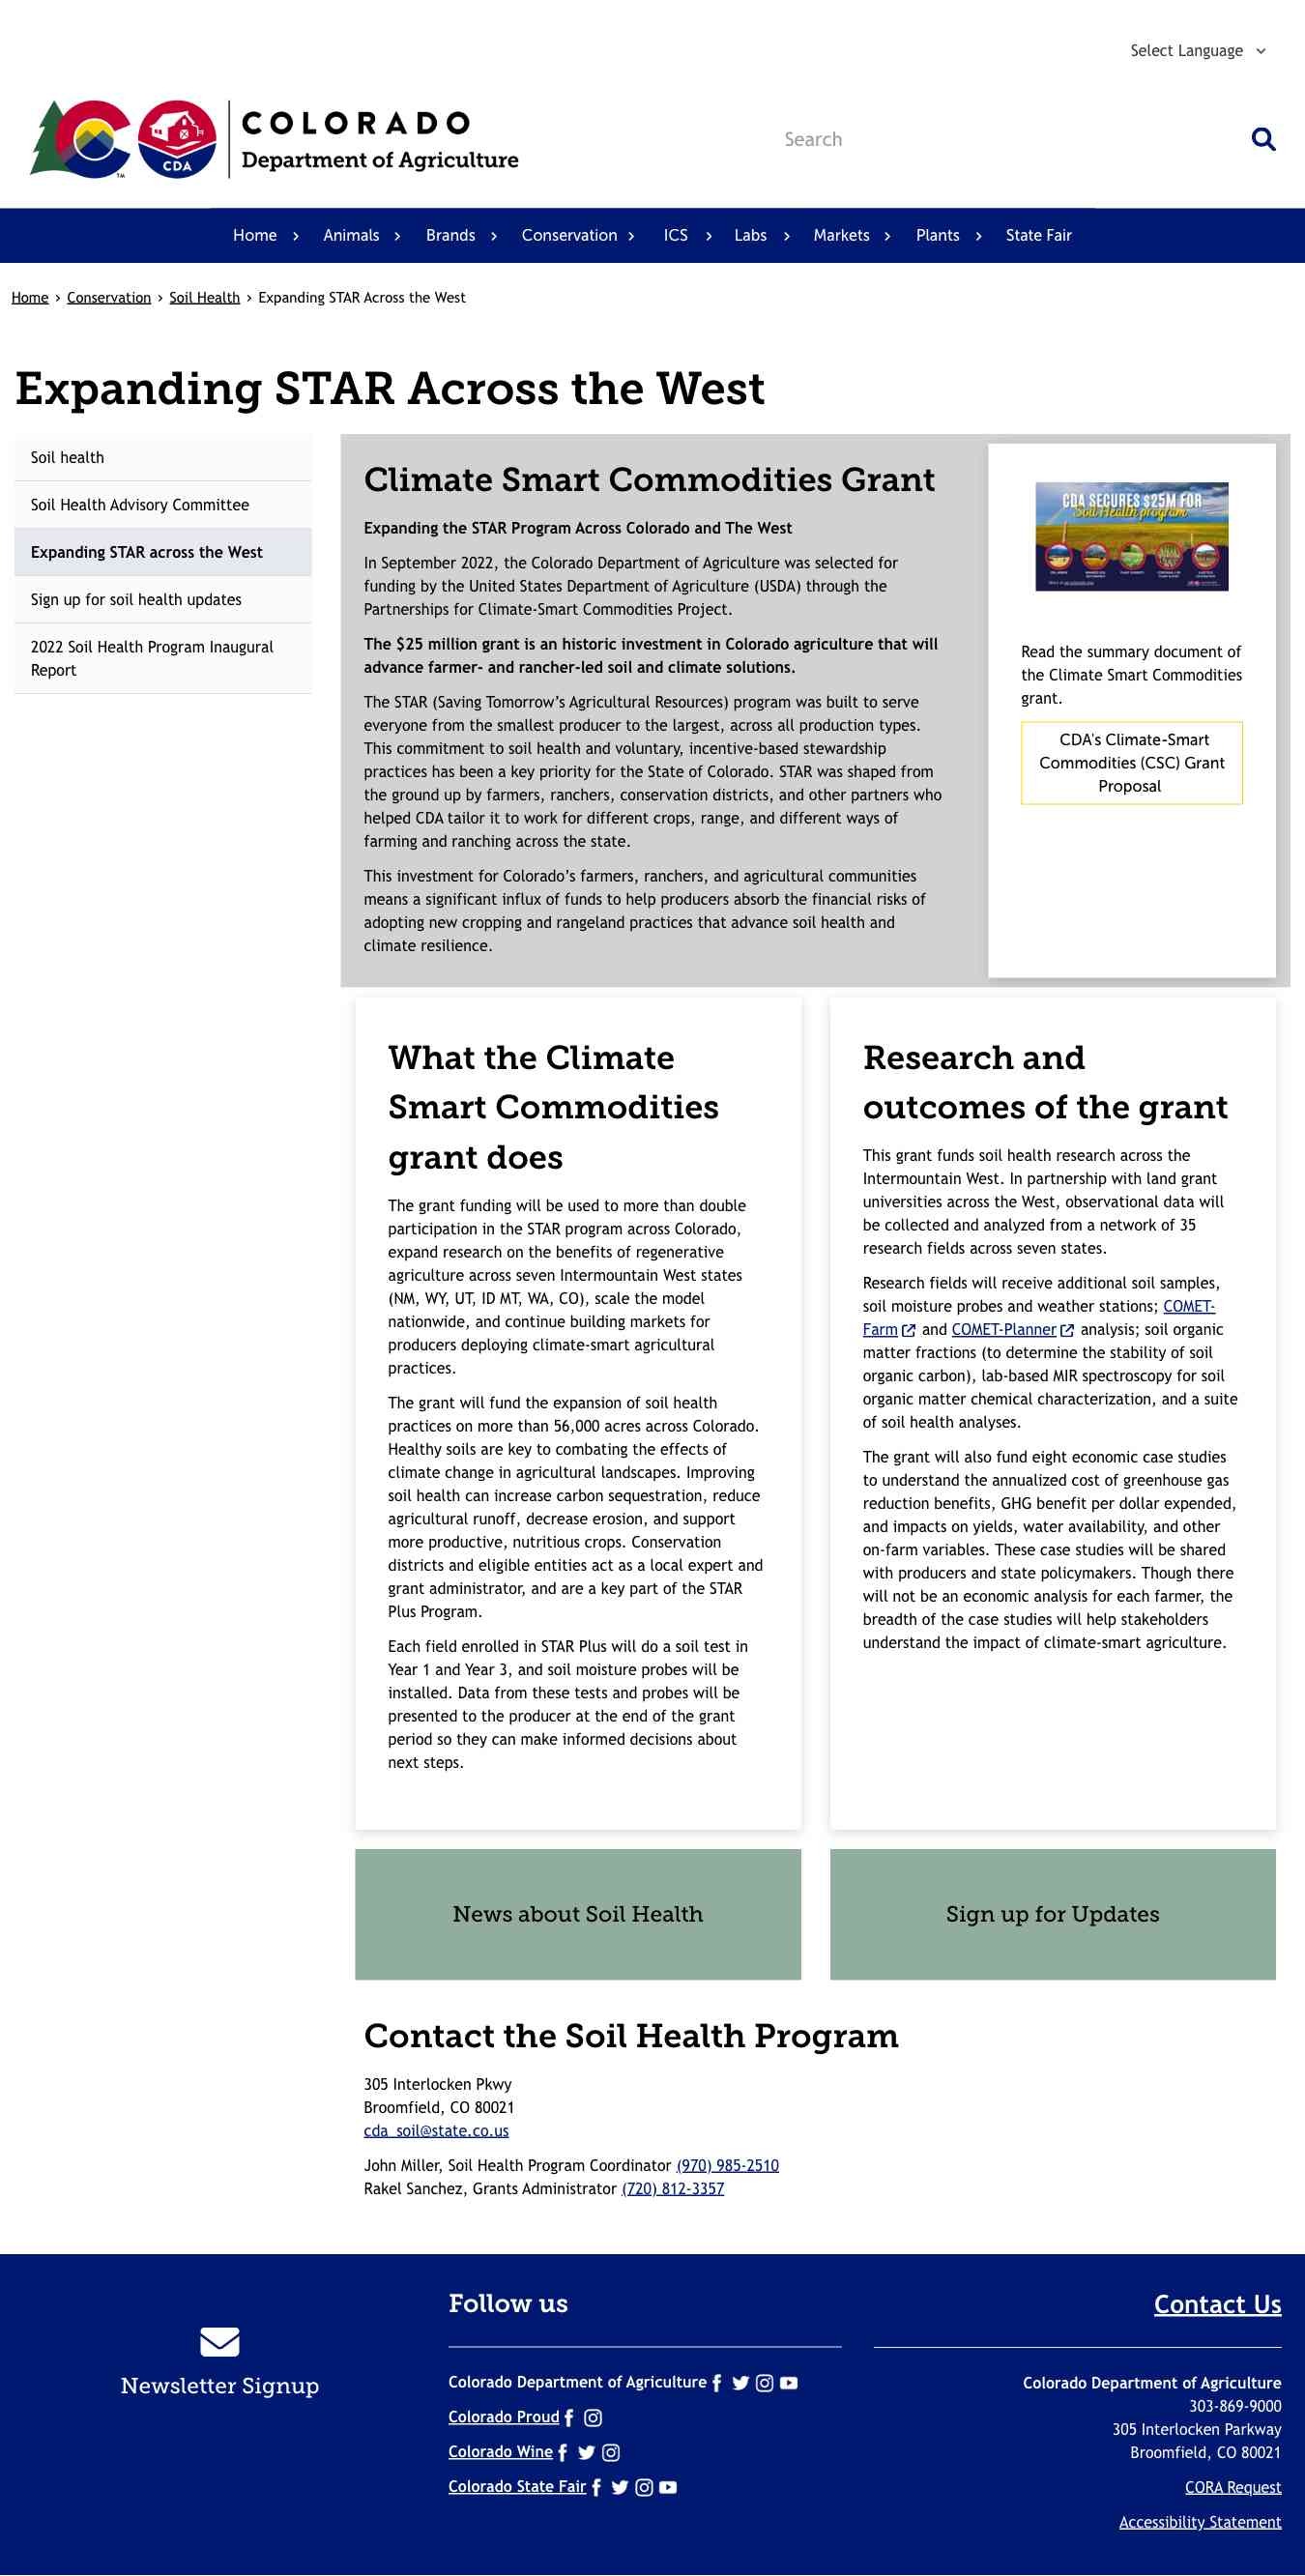 Select Language
CDA
TM
COLORADO
Department of Agriculture
Search
Home Animals Brands Conservation ICS Labs Markets Plants State Fair
Home › Conservation › Soil Health › Expanding STAR Across the West
Expanding STAR Across the West
Soil health
Soil Health Advisory Committee
Expanding STAR across the West
Sign up for soil health updates
2022 Soil Health Program Inaugural
Report
Climate Smart Commodities Grant
Expanding the STAR Program Across Colorado and The West
In September 2022, the Colorado Department of Agriculture was selected for
funding by the United States Department of Agriculture (USDA) through the
Partnerships for Climate-Smart Commodities Project.
The $25 million grant is an historic investment in Colorado agriculture that will
advance farmer- and rancher-led soil and climate solutions.
The STAR (Saving Tomorrow’s Agricultural Resources) program was built to serve
everyone from the smallest producer to the largest, across all production types.
This commitment to soil health and voluntary, incentive-based stewardship
practices has been a key priority for the State of Colorado. STAR was shaped from
the ground up by farmers, ranchers, conservation districts, and other partners who
helped CDA tailor it to work for different crops, range, and different ways of
farming and ranching across the state.
This investment for Colorado’s farmers, ranchers, and agricultural communities
means a significant influx of funds to help producers absorb the financial risks of
adopting new cropping and rangeland practices that advance soil health and
climate resilience.
CDA SECURES $25M FOR
Soil Health program
Read the summary document of
the Climate Smart Commodities
grant.
CDA's Climate-Smart
Commodities (CSC) Grant
Proposal
What the Climate
Smart Commodities
grant does
The grant funding will be used to more than double
participation in the STAR program across Colorado,
expand research on the benefits of regenerative
agriculture across seven Intermountain West states
(NM, WY, UT, ID MT, WA, CO), scale the model
nationwide, and continue building markets for
producers deploying climate-smart agricultural
practices.
The grant will fund the expansion of soil health
practices on more than 56,000 acres across Colorado.
Healthy soils are key to combating the effects of
climate change in agricultural landscapes. Improving
soil health can increase carbon sequestration, reduce
agricultural runoff, decrease erosion, and support
more productive, nutritious crops. Conservation
districts and eligible entities act as a local expert and
grant administrator, and are a key part of the STAR
Plus Program.
Each field enrolled in STAR Plus will do a soil test in
Year 1 and Year 3, and soil moisture probes will be
installed. Data from these tests and probes will be
presented to the producer at the end of the grant
period so they can make informed decisions about
next steps.
Research and
outcomes of the grant
This grant funds soil health research across the
Intermountain West. In partnership with land grant
universities across the West, observational data will
be collected and analyzed from a network of 35
research fields across seven states.
Research fields will receive additional soil samples,
soil moisture probes and weather stations; COMET-
Farm and COMET-Planner analysis; soil organic
matter fractions (to determine the stability of soil
organic carbon), lab-based MIR spectroscopy for soil
organic matter chemical characterization, and a suite
of soil health analyses.
The grant will also fund eight economic case studies
to understand the annualized cost of greenhouse gas
reduction benefits, GHG benefit per dollar expended,
and impacts on yields, water availability, and other
on-farm variables. These case studies will be shared
with producers and state policymakers. Though there
will not be an economic analysis for each farmer, the
breadth of the case studies will help stakeholders
understand the impact of climate-smart agriculture.
News about Soil Health
Sign up for Updates
Contact the Soil Health Program
305 Interlocken Pkwy
Broomfield, CO 80021
cda_soil@state.co.us
John Miller, Soil Health Program Coordinator (970) 985-2510
Rakel Sanchez, Grants Administrator (720) 812-3357
Newsletter Signup
Follow us
Colorado Department of Agriculture
Colorado Proud
Colorado Wine
Colorado State Fair
Contact Us
Colorado Department of Agriculture
303-869-9000
305 Interlocken Parkway
Broomfield, CO 80021
CORA Request
Accessibility Statement